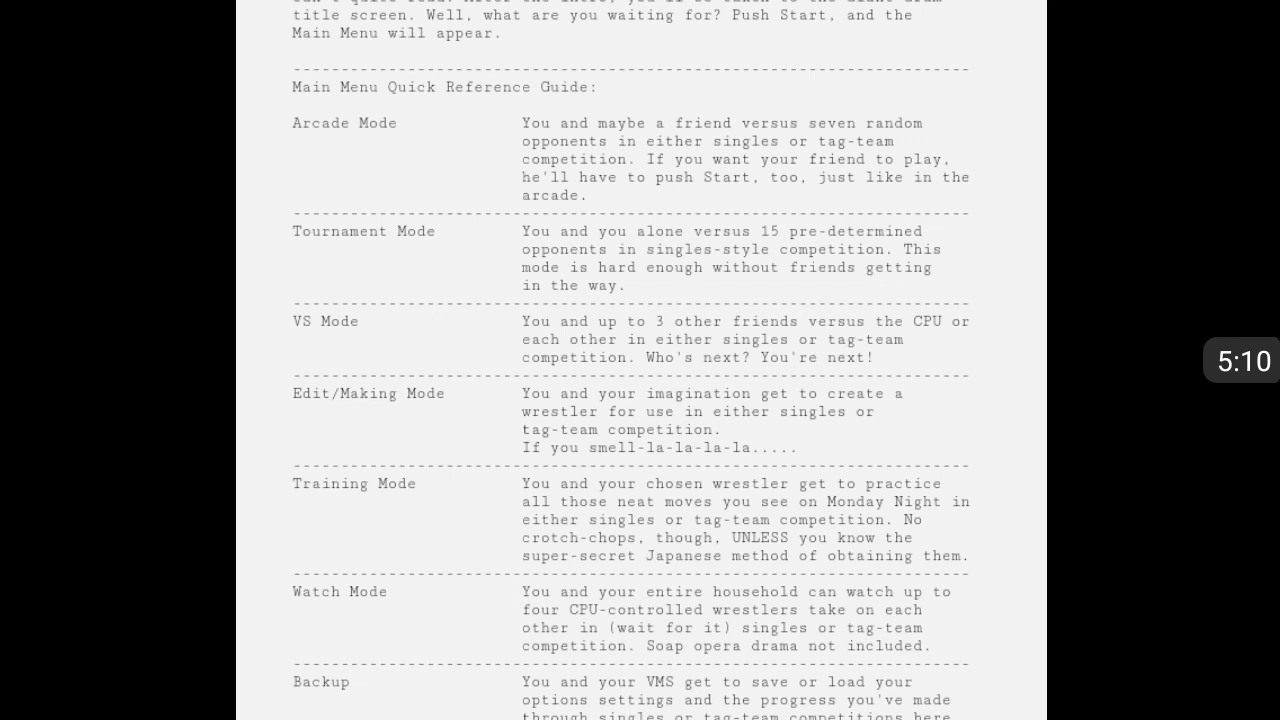 title screen. Well, what are you waiting for? Push Start, and the
Main Menu will appear.
-----------------------------------------------------------------------
Main Menu Quick Reference Guide:
Arcade Mode You and maybe a friend versus seven random
opponents in either singles or tag-team
competition. If you want your friend to play,
he'll have to push Start, too, just like in the
arcade.
-----------------------------------------------------------------------
Tournament Mode You and you alone versus 15 pre-determined
opponents in singles-style competition. This
mode is hard enough without friends getting
in the way.
-----------------------------------------------------------------------
VS Mode You and up to 3 other friends versus the CPU or
each other in either singles or tag-team
competition. Who's next? You're next!
-----------------------------------------------------------------------
5:10
Edit/Making Mode You and your imagination get to create a
wrestler for use in either singles or
tag-team competition.
If you smell-la-la-la-la.....
-----------------------------------------------------------------------
Training Mode You and your chosen wrestler get to practice
all those neat moves you see on Monday Night in
either singles or tag-team competition. No
crotch-chops, though, UNLESS you know the
super-secret Japanese method of obtaining them.
-----------------------------------------------------------------------
Watch Mode You and your entire household can watch up to
four CPU-controlled wrestlers take on each
other in (wait for it) singles or tag-team
competition. Soap opera drama not included.
-----------------------------------------------------------------------
Backup You and your VMS get to save or load your
options settings and the progress you've made
through singles or tag-team competitions here